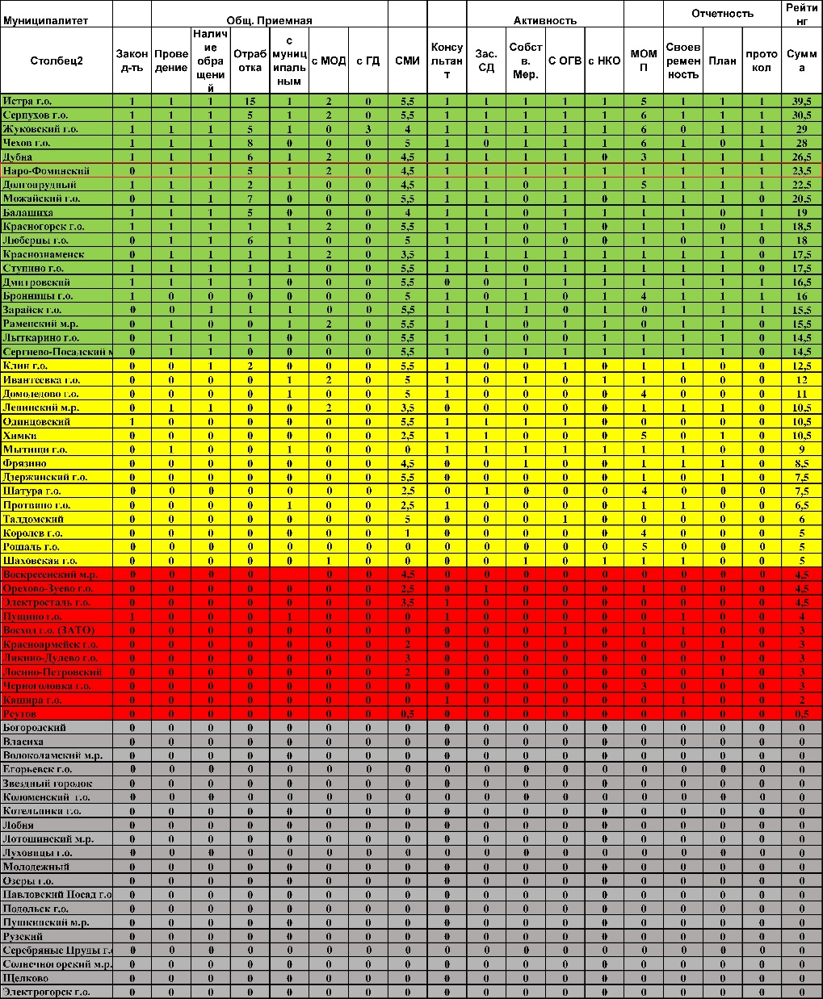 Муниципалитет Общ. Приемная Активность Отчетность Рейтинг
Столбец2 Законд-ть Проведение Наличие обращений Отработка с муниципальным с МОД с ГД СМИ Консультант Зас. СД Собств. Мер. С ОГВ с НКО МОМП Своевременность План протокол Сумма
Истра г.о. 1 1 1 15 1 2 0 5,5 1 1 1 1 1 5 1 1 1 39,5
Серпухов г.о. 1 1 1 5 1 2 0 5,5 1 1 1 1 1 6 1 1 1 30,5
Жуковский г.о. 1 1 1 5 1 0 3 4 1 1 1 1 1 6 0 1 1 29
Чехов г.о. 1 1 1 8 0 0 0 5 1 0 1 1 1 6 1 0 1 28
Дубна 1 1 1 6 1 2 0 4,5 1 1 1 1 0 3 1 1 1 26,5
Наро-Фоминский 0 1 1 5 1 2 0 4,5 1 1 1 1 1 1 1 1 1 23,5
Долгопрудный 1 1 1 2 1 0 0 4,5 1 1 0 1 1 5 1 1 1 22,5
Можайский г.о. 0 1 1 7 0 0 0 5,5 1 1 0 1 0 1 1 1 0 20,5
Балашиха 1 1 1 5 0 0 0 4 1 1 0 1 1 1 1 0 1 19
Красногорск г.о. 1 1 1 1 1 2 0 5,5 1 1 0 1 0 1 1 0 1 18,5
Люберцы г.о. 0 1 1 6 1 0 0 5 1 1 0 0 0 1 0 1 0 18
Краснознаменск 0 1 1 1 1 2 0 3,5 1 1 1 1 1 1 1 1 0 17,5
Ступино г.о. 1 1 1 1 1 0 0 5,5 1 1 0 1 1 1 1 1 0 17,5
Дмитровский 1 1 1 1 0 0 0 5,5 0 0 1 1 1 1 1 1 1 16,5
Бронницы г.о. 1 0 0 0 0 0 0 5 1 0 1 0 1 4 1 1 1 16
Зарайск г.о. 0 0 1 1 1 0 0 5,5 1 1 1 0 1 0 1 1 1 15,5
Раменский м.р. 0 1 0 0 1 2 0 5,5 1 1 0 1 1 0 1 1 0 15,5
Лыткарино г.о. 0 1 1 1 0 0 0 5,5 1 1 0 0 1 1 1 1 0 14,5
Сергиево-Посадский м 0 1 1 0 0 0 0 5,5 1 0 1 1 1 1 1 1 0 14,5
Клин г.о. 0 0 1 2 0 0 0 5,5 1 0 0 1 0 1 1 0 0 12,5
Ивантеевка г.о. 0 0 0 0 1 2 0 5 1 0 1 0 1 1 0 0 0 12
Домодедово г.о. 0 0 0 0 1 0 0 5 1 0 0 0 0 4 0 0 0 11
Ленинский м.р. 0 1 1 0 0 2 0 3,5 0 0 0 0 0 1 1 1 0 10,5
Одинцовский 1 0 0 0 0 0 0 5,5 1 1 1 1 0 0 0 0 0 10,5
Химки 0 0 0 0 0 0 0 2,5 1 1 0 0 0 5 0 1 0 10,5
Мытищи г.о. 0 1 0 0 1 0 0 0 1 1 1 1 1 1 1 0 0 9
Фрязино 0 0 0 0 0 0 0 4,5 0 0 1 0 0 1 1 1 0 8,5
Дзержинский г.о. 0 0 0 0 0 0 0 5,5 0 0 0 0 0 1 0 1 0 7,5
Шатура г.о. 0 0 0 0 0 0 0 2,5 0 1 0 0 0 4 0 0 0 7,5
Протвино г.о. 0 0 0 0 1 0 0 2,5 1 0 0 0 0 1 1 0 0 6,5
Талдомский 0 0 0 0 0 0 0 5 0 0 0 1 0 0 0 0 0 6
Королев г.о. 0 0 0 0 0 0 0 1 0 0 0 0 0 4 0 0 0 5
Рошаль г.о. 0 0 0 0 0 0 0 0 0 0 0 0 0 5 0 0 0 5
Шаховская г.о. 0 0 0 0 0 1 0 0 0 0 1 0 1 1 1 0 0 5
Воскресенский м.р. 0 0 0 0 0 0 4,5 0 0 0 0 0 0 0 0 0 4,5
Орехово-Зуево г.о. 0 0 0 0 0 0 0 2,5 0 1 0 0 0 1 0 0 0 4,5
Электросталь г.о. 0 0 0 0 0 0 0 3,5 1 0 0 0 0 0 0 0 0 4,5
Пущино г.о. 1 0 0 0 1 0 0 0 1 0 0 0 0 0 1 0 0 4
Восход г.о. (ЗАТО) 0 0 0 0 0 0 0 0 0 0 0 1 0 1 1 0 0 3
Красноармейск г.о. 0 0 0 0 0 0 0 2 0 0 0 0 0 0 0 1 0 3
Ликино-Дулево г.о. 0 0 0 0 0 0 0 3 0 0 0 0 0 0 0 0 0 3
Лосино-Петровский 0 0 0 0 0 0 0 2 0 0 0 0 0 0 0 1 0 3
Черноголовка г.о. 0 0 0 0 0 0 0 0 0 0 0 0 0 3 0 0 0 3
Кашира г.о. 0 0 0 0 0 0 0 0 1 0 0 0 0 0 1 0 0 2
Реутов 0 0 0 0 0 0 0 0,5 0 0 0 0 0 0 0 0 0 0,5
Богородский 0 0 0 0 0 0 0 0 0 0 0 0 0 0 0 0 0 0
Власиха 0 0 0 0 0 0 0 0 0 0 0 0 0 0 0 0 0 0
Волоколамский м.р. 0 0 0 0 0 0 0 0 0 0 0 0 0 0 0 0 0 0
Егорьевск г.о. 0 0 0 0 0 0 0 0 0 0 0 0 0 0 0 0 0 0
Звездный городок 0 0 0 0 0 0 0 0 0 0 0 0 0 0 0 0 0 0
Коломенский г.о. 0 0 0 0 0 0 0 0 0 0 0 0 0 0 0 0 0 0
Котельники г.о. 0 0 0 0 0 0 0 0 0 0 0 0 0 0 0 0 0 0
Лобня 0 0 0 0 0 0 0 0 0 0 0 0 0 0 0 0 0 0
Лотошинский м.р. 0 0 0 0 0 0 0 0 0 0 0 0 0 0 0 0 0 0
Луховицы г.о. 0 0 0 0 0 0 0 0 0 0 0 0 0 0 0 0 0 0
Молодежный 0 0 0 0 0 0 0 0 0 0 0 0 0 0 0 0 0 0
Озеры г.о. 0 0 0 0 0 0 0 0 0 0 0 0 0 0 0 0 0 0
Павловский Посад г.о 0 0 0 0 0 0 0 0 0 0 0 0 0 0 0 0 0 0
Подольск г.о. 0 0 0 0 0 0 0 0 0 0 0 0 0 0 0 0 0 0
Пушкинский м.р. 0 0 0 0 0 0 0 0 0 0 0 0 0 0 0 0 0 0
Рузский 0 0 0 0 0 0 0 0 0 0 0 0 0 0 0 0 0 0
Серебряные Пруды г.о 0 0 0 0 0 0 0 0 0 0 0 0 0 0 0 0 0 0
Солнечногорский м.р. 0 0 0 0 0 0 0 0 0 0 0 0 0 0 0 0 0 0
Щелково 0 0 0 0 0 0 0 0 0 0 0 0 0 0 0 0 0 0
Электрогорск г.о. 0 0 0 0 0 0 0 0 0 0 0 0 0 0 0 0 0 0